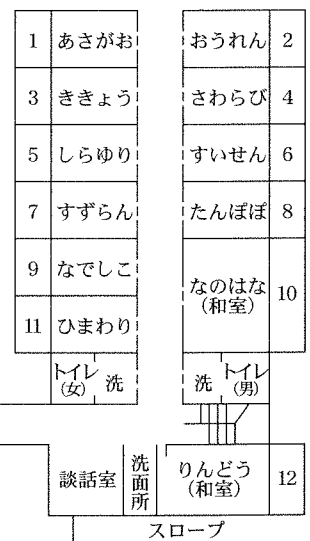 1 あさがお おうれん 2
3 ききょう さわらび 4
5 しらゆり すいせん 6
7 すずらん たんぽぽ 8
9 なでしこ なのはな
(和室) 10
11 ひまわり
トイレ
(女) 洗 洗 トイレ
(男)
談話室 洗面所 りんどう
(和室) 12
スロープ